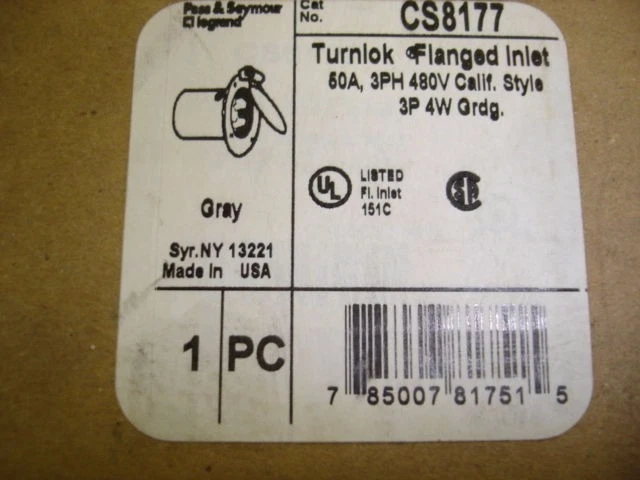 Pass & Seymour
legrand
Cat
No.
CS8177
Turnlok ® Flanged Inlet
50A, 3PH 480V Calif. Style
3P 4W Grdg.
UL
LISTED
Fl. Inlet
151C
Gray
Syr.NY 13221
Made in USA
1 PC
7 85007 81751 5